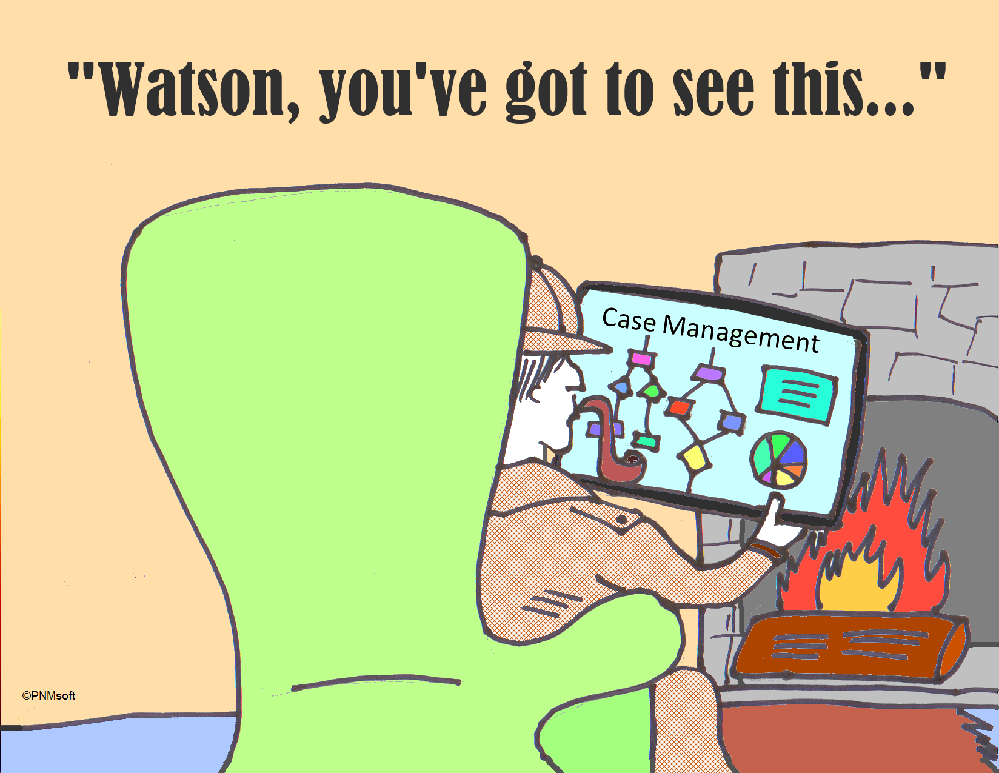 "Watson, you've got to see this..."
Case Management
©PNMsoft